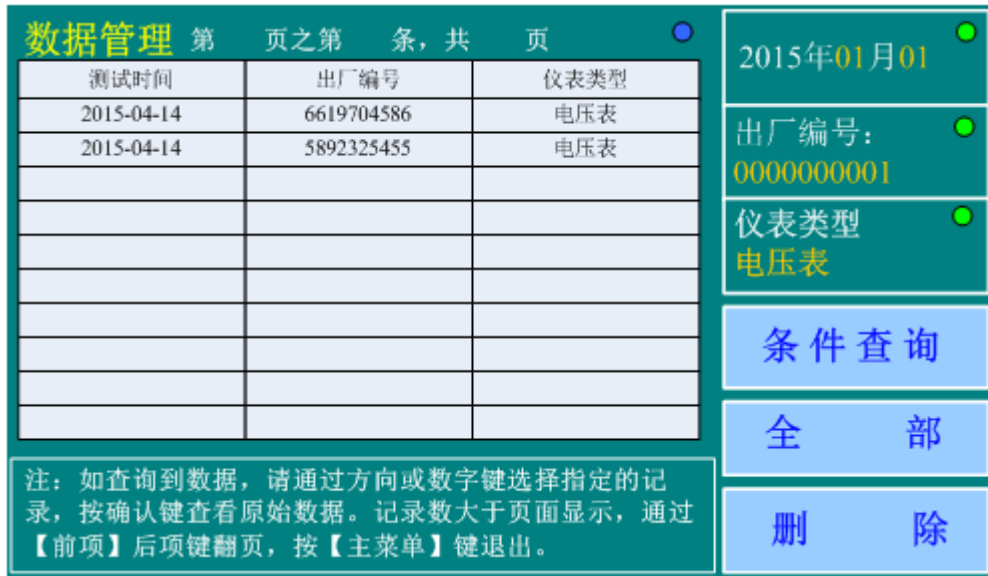 数据管理 第 页之第 条，共 页
测试时间 出厂编号 仪表类型
2015-04-14 6619704586 电压表
2015-04-14 5892325455 电压表
注：如查询到数据，请通过方向或数字键选择指定的记
录，按确认键查看原始数据。记录数大于页面显示，通过
【前项】后项键翻页，按【主菜单】键退出。
2015年01月01
出厂编号：
0000000001
仪表类型
电压表
条件查询
全 部
删 除